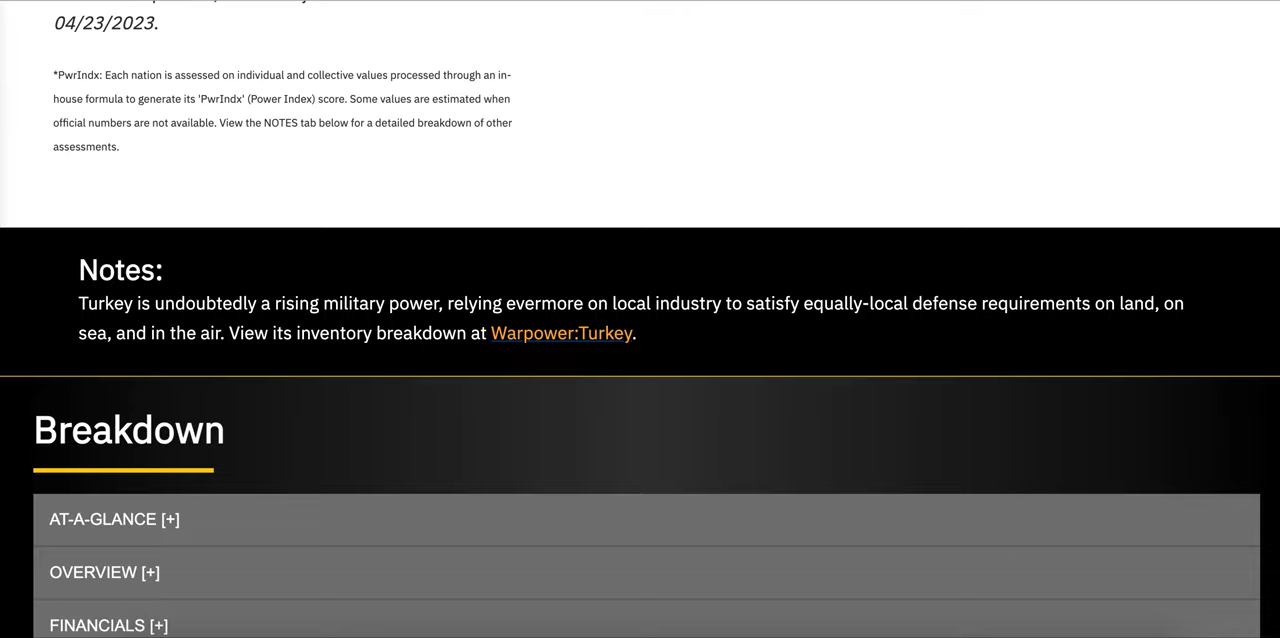 04/23/2023.
*PwrIndx: Each nation is assessed on individual and collective values processed through an in-
house formula to generate its 'PwrIndx' (Power Index) score. Some values are estimated when
official numbers are not available. View the NOTES tab below for a detailed breakdown of other
assessments.
Notes:
Turkey is undoubtedly a rising military power, relying evermore on local industry to satisfy equally-local defense requirements on land, on
sea, and in the air. View its inventory breakdown at Warpower:Turkey.
Breakdown
AT-A-GLANCE [+]
OVERVIEW [+]
FINANCIALS [+]